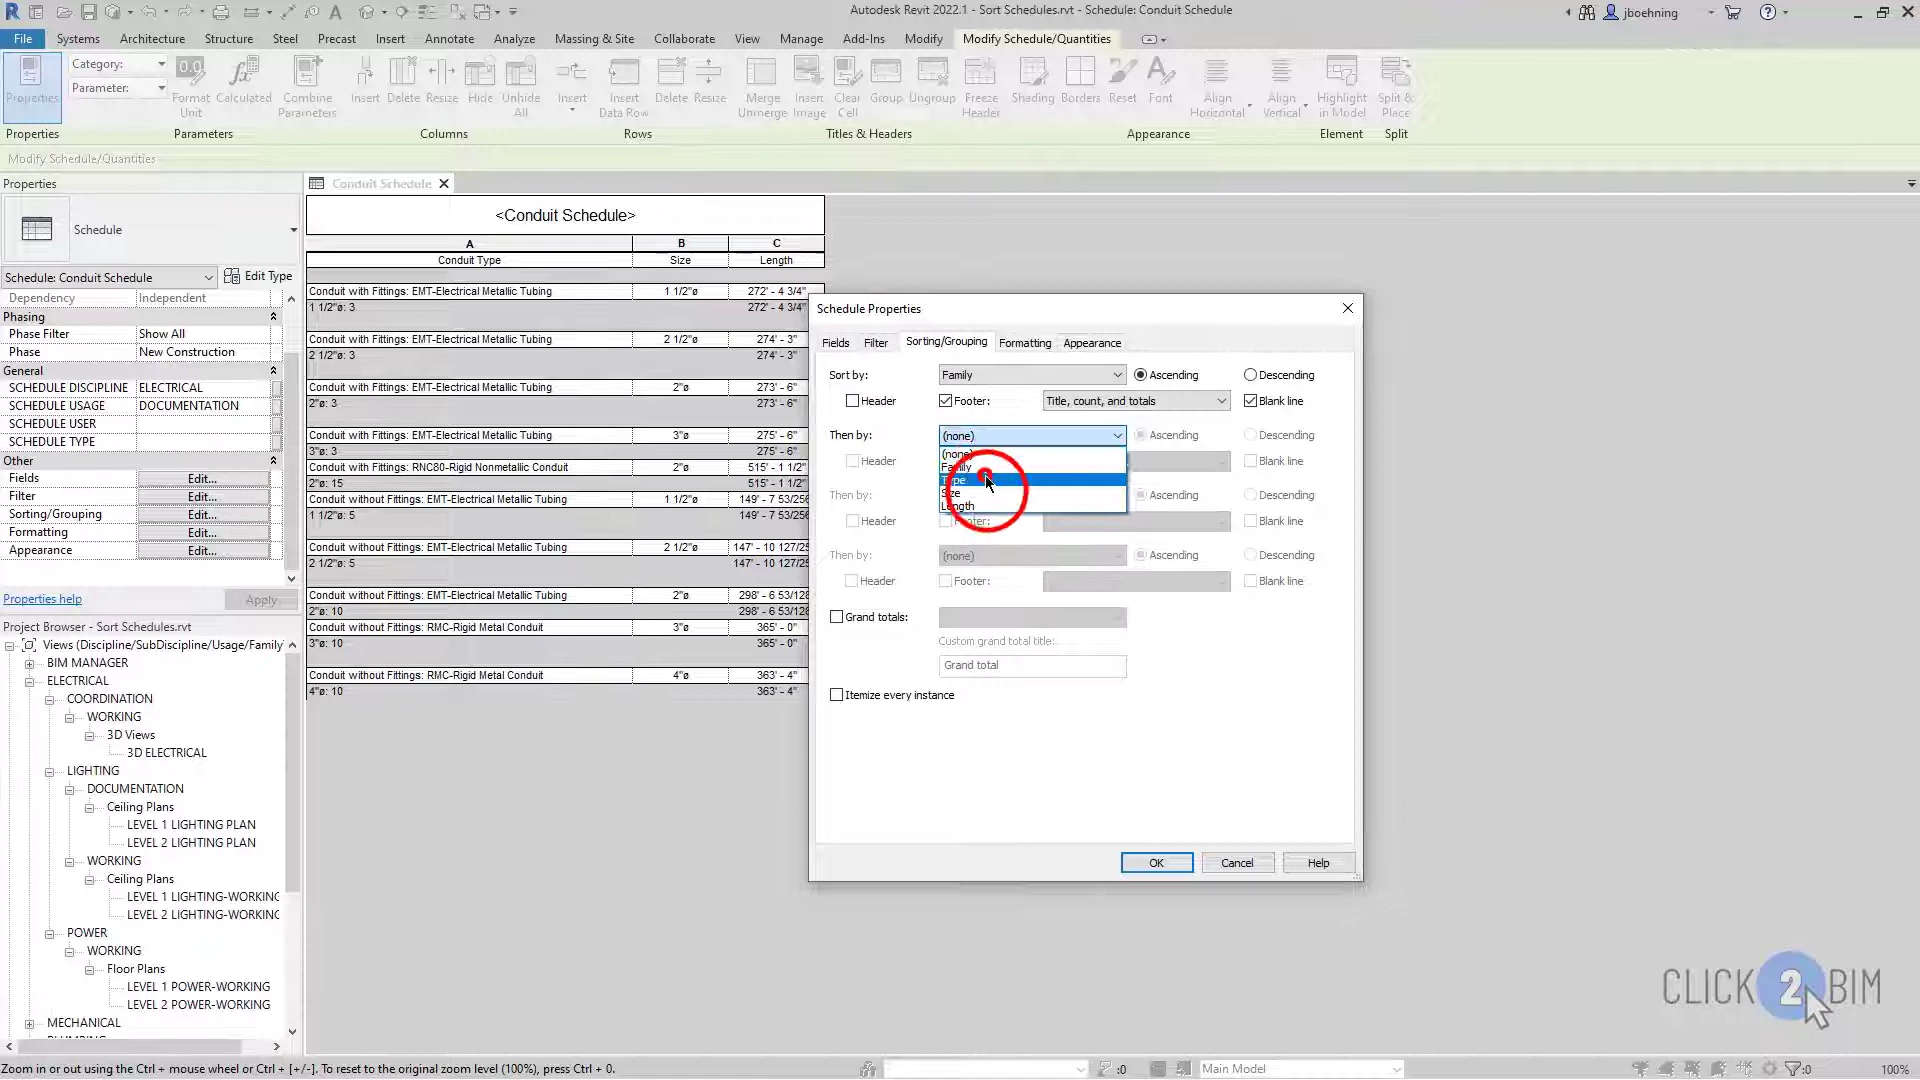 Autodesk Revit 2022.1 - Sort Schedules.rvt - Schedule: Conduit Schedule
jboehning
File Systems Architecture Structure Steel Precast Insert Annotate Analyze Massing & Site Collaborate View Manage Add-Ins Modify Modify Schedule/Quantities
Category:
Parameter:
Properties
Format Unit
Calculated
Combine Parameters
Insert Delete Resize Hide Unhide All
Insert
Insert Data Row
Delete Resize
Merge Unmerge
Insert Image
Clear Cell
Group Ungroup
Freeze Header
Shading Borders Reset Font
Align Horizontal
Align Vertical
Highlight in Model
Split & Place
Properties Parameters Columns Rows Titles & Headers Appearance Element Split
Modify Schedule/Quantities
Properties
Schedule
Schedule: Conduit Schedule Edit Type
Dependency Independent
Phasing
Phase Filter Show All
Phase New Construction
General
SCHEDULE DISCIPLINE ELECTRICAL
SCHEDULE USAGE DOCUMENTATION
SCHEDULE USER
SCHEDULE TYPE
Other
Fields Edit...
Filter Edit...
Sorting/Grouping Edit...
Formatting Edit...
Appearance Edit...
Properties help Apply
Project Browser - Sort Schedules.rvt
Views (Discipline/SubDiscipline/Usage/Family
BIM MANAGER
ELECTRICAL
COORDINATION
WORKING
3D Views
3D ELECTRICAL
LIGHTING
DOCUMENTATION
Ceiling Plans
LEVEL 1 LIGHTING PLAN
LEVEL 2 LIGHTING PLAN
WORKING
Ceiling Plans
LEVEL 1 LIGHTING-WORKING
LEVEL 2 LIGHTING-WORKING
POWER
WORKING
Floor Plans
LEVEL 1 POWER-WORKING
LEVEL 2 POWER-WORKING
MECHANICAL
Conduit Schedule
<Conduit Schedule>
A B C
Conduit Type Size Length
Conduit with Fittings: EMT-Electrical Metallic Tubing 1 1/2"ø 272' - 4 3/4"
1 1/2"ø: 3 272' - 4 3/4"
Conduit with Fittings: EMT-Electrical Metallic Tubing 2 1/2"ø 274' - 3"
2 1/2"ø: 3 274' - 3"
Conduit with Fittings: EMT-Electrical Metallic Tubing 2"ø 273' - 6"
2"ø: 3 273' - 6"
Conduit with Fittings: EMT-Electrical Metallic Tubing 3"ø 275' - 6"
3"ø: 3 275' - 6"
Conduit with Fittings: RNC80-Rigid Nonmetallic Conduit 2"ø 515' - 1 1/2"
2"ø: 15 515' - 1 1/2"
Conduit without Fittings: EMT-Electrical Metallic Tubing 1 1/2"ø 149' - 7 53/256
1 1/2"ø: 5 149' - 7 53/256
Conduit without Fittings: EMT-Electrical Metallic Tubing 2 1/2"ø 147' - 10 127/25
2 1/2"ø: 5 147' - 10 127/25
Conduit without Fittings: EMT-Electrical Metallic Tubing 2"ø 298' - 6 53/128
2"ø: 10 298' - 6 53/128
Conduit without Fittings: RMC-Rigid Metal Conduit 3"ø 365' - 0"
3"ø: 10 365' - 0"
Conduit without Fittings: RMC-Rigid Metal Conduit 4"ø 363' - 4"
4"ø: 10 363' - 4"
Schedule Properties
Fields Filter Sorting/Grouping Formatting Appearance
Sort by: Family Ascending Descending
Header Footer: Title, count, and totals Blank line
Then by: (none) Ascending Descending
(none)
Family
Type
Size
Length
Header Blank line
Then by: Ascending Descending
Header Footer: Blank line
Then by: (none) Ascending Descending
Header Footer: Blank line
Grand totals:
Custom grand total title:
Grand total
Itemize every instance
OK Cancel Help
CLICK 2 BIM
Zoom in or out using the Ctrl + mouse wheel or Ctrl + [+/-]. To reset to the original zoom level (100%), press Ctrl + 0.
:0 Main Model :0 100%